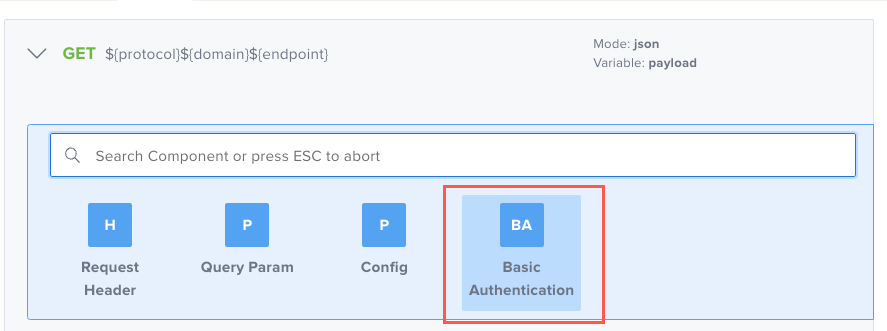 GET ${protocol}${domain}${endpoint}
Mode: json
Variable: payload
Search Component or press ESC to abort
H
Request
Header
P
Query Param
P
Config
BA
Basic
Authentication